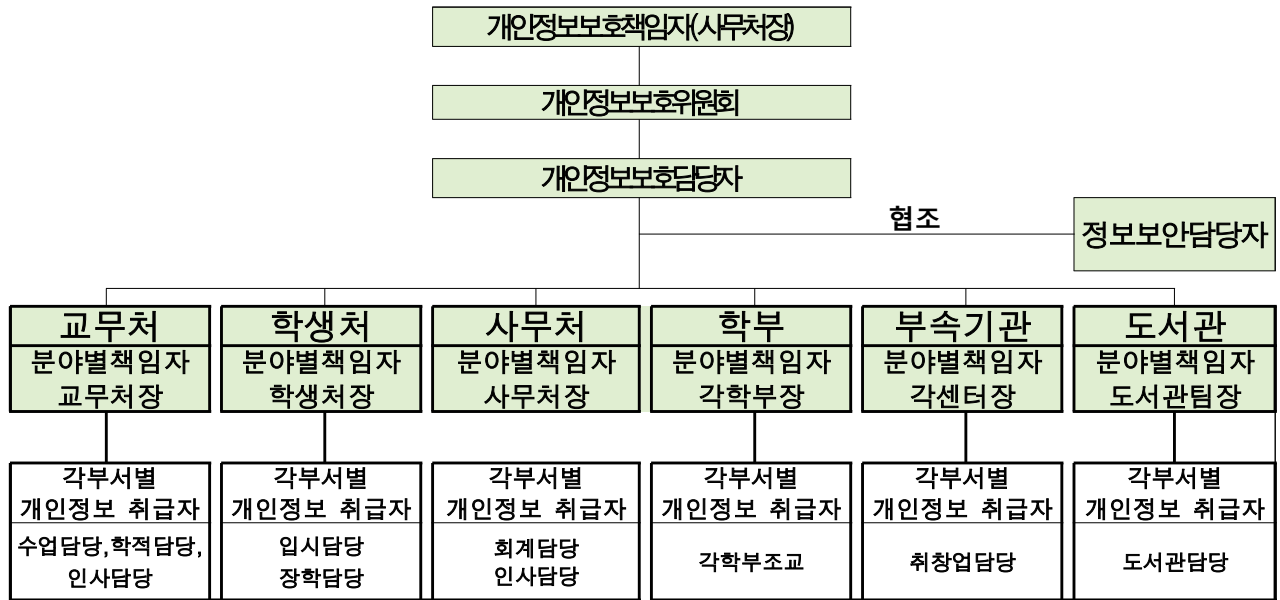 개인정보보호책임자(사무처장)
개인정보보호위원회
개인정보보호담당자
협조
정보보안담당자
교무처
분야별책임자
교무처장
학생처
분야별책임자
학생처장
사무처
분야별책임자
사무처장
학부
분야별책임자
각학부장
부속기관
분야별책임자
각센터장
도서관
분야별책임자
도서관팀장
각부서별
개인정보 취급자
수업담당,학적담당,
인사담당
각부서별
개인정보 취급자
입시담당
장학담당
각부서별
개인정보 취급자
회계담당
인사담당
각부서별
개인정보 취급자
각학부조교
각부서별
개인정보 취급자
취창업담당
각부서별
개인정보 취급자
도서관담당